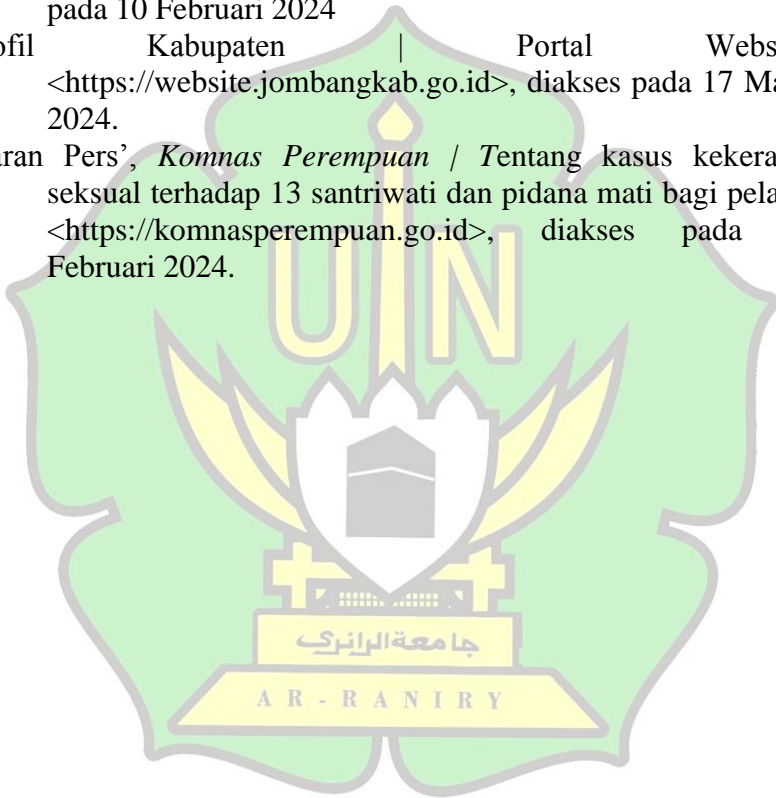 pada 10 Februari 2024
ofil Kabupaten | Portal Webs
<https://website.jombangkab.go.id>, diakses pada 17 Ma
2024.
aran Pers', Komnas Perempuan / Tentang kasus kekera
seksual terhadap 13 santriwati dan pidana mati bagi pela
<https://komnasperempuan.go.id>, diakses pada
Februari 2024.
UIN
جامعة الرانري
AR-RANIRY